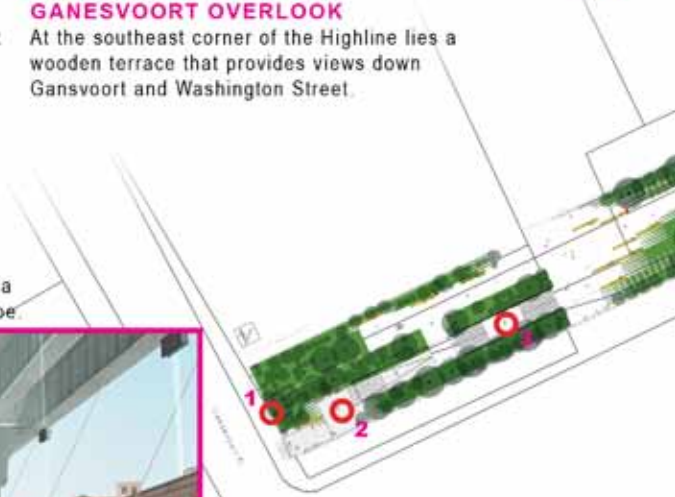 GANESVOORT OVERLOOK
At the southeast corner of the Highline lies a
wooden terrace that provides views down
Gansvoort and Washington Street.
a
1
2
3